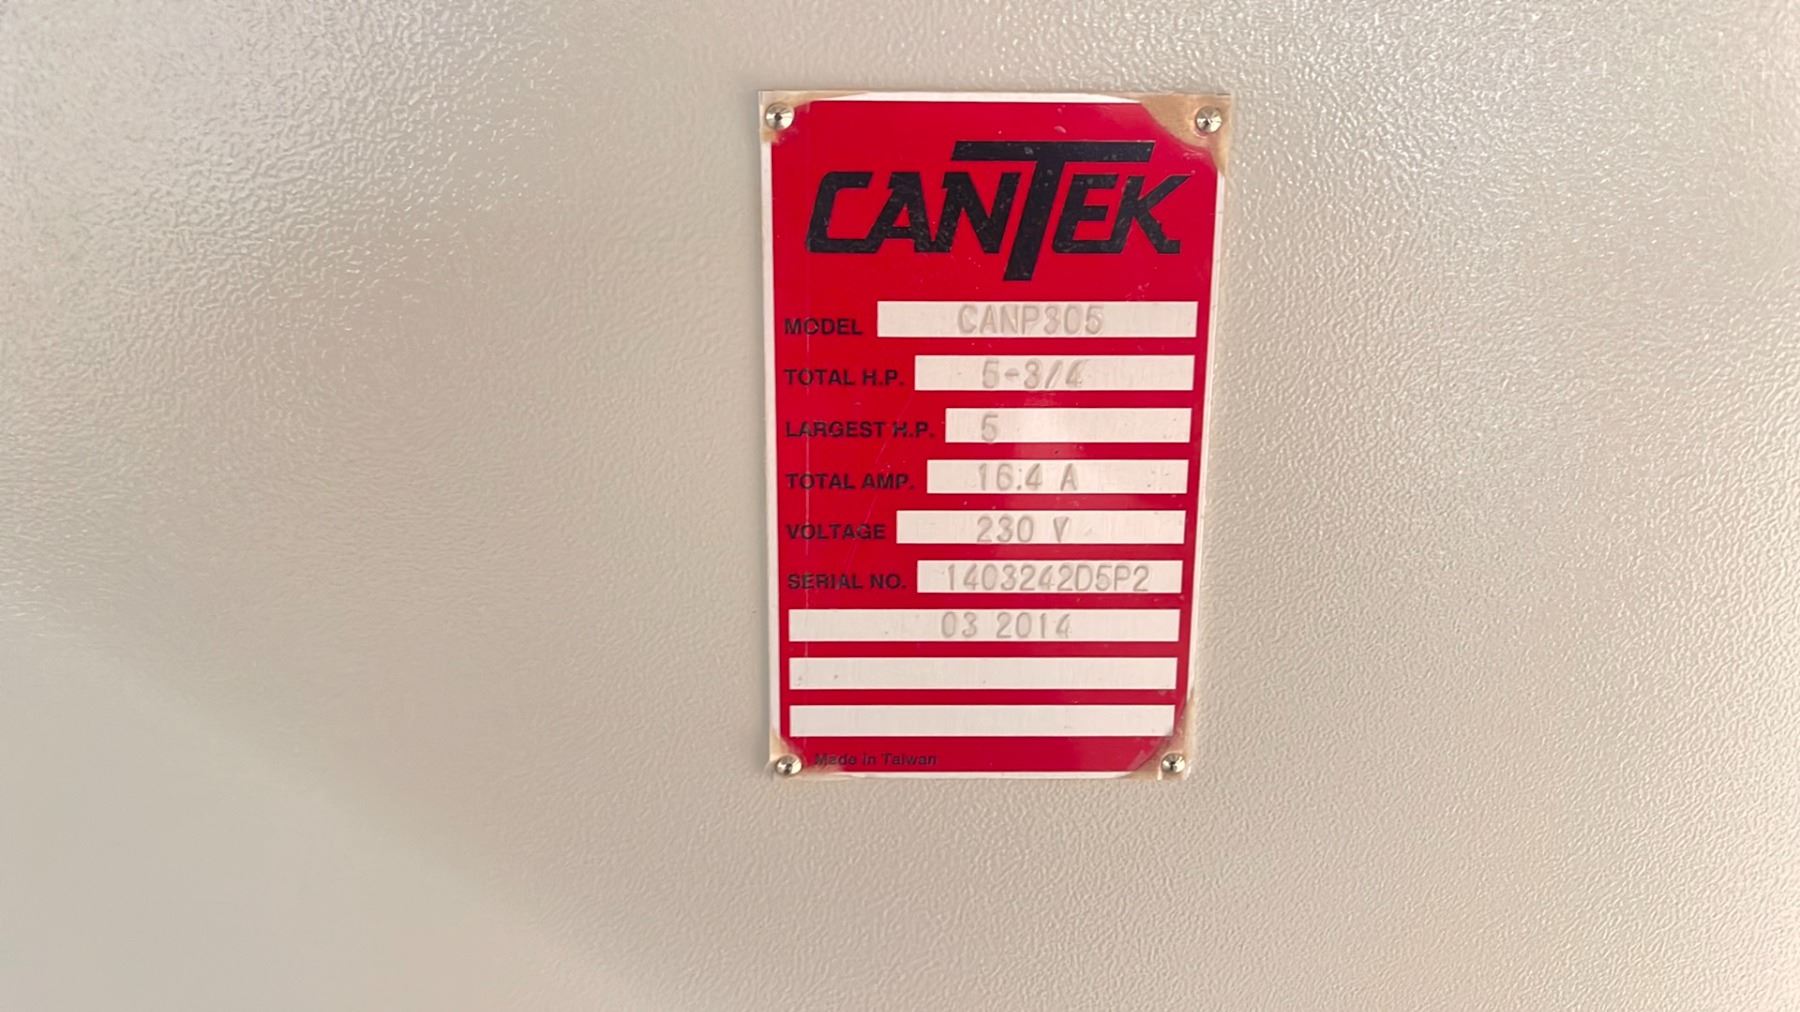 CANTEK
MODEL CANP305
TOTAL H.P. 5-3/4
LARGEST H.P. 5
TOTAL AMP. 16.4 A
VOLTAGE 230 V
SERIAL NO. 1403242D5P2
03 2014
Made in Taiwan